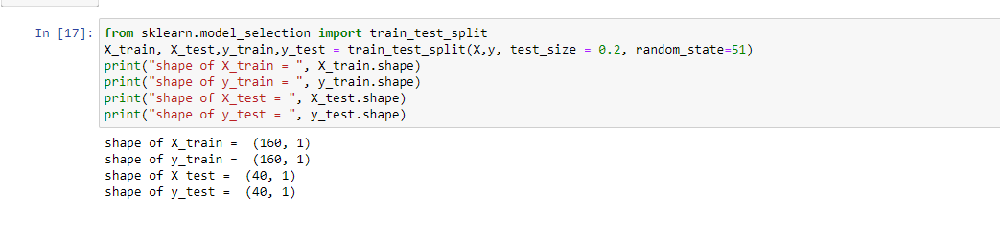 In [17]: from sklearn.model_selection import train_test_split
X_train, X_test,y_train,y_test = train_test_split(X,y, test_size = 0.2, random_state=51)
print("shape of X_train = ", X_train.shape)
print("shape of y_train = ", y_train.shape)
print("shape of X_test = ", X_test.shape)
print("shape of y_test = ", y_test.shape)
shape of X_train =  (160, 1)
shape of y_train =  (160, 1)
shape of X_test =  (40, 1)
shape of y_test =  (40, 1)